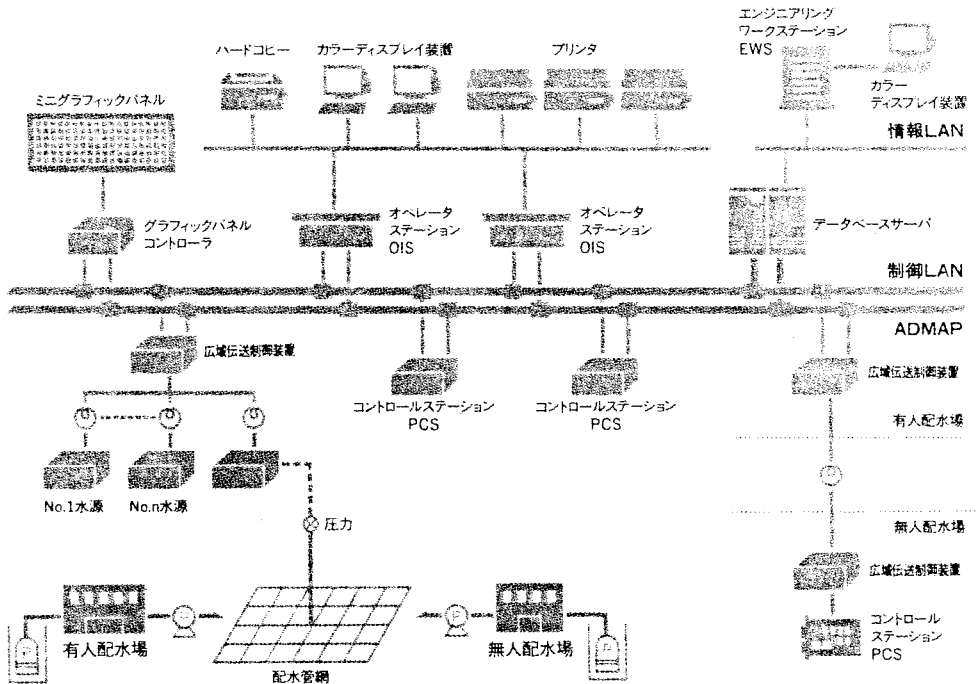 エンジニアリング
ワークステーション
EWS
ハードコピー
カラーディスプレイ装置
プリンタ
カラー
ディスプレイ装置
ミニグラフィックパネル
情報LAN
グラフィックパネル
コントローラ
オペレータ
ステーション
OIS
オペレータ
ステーション
OIS
データベースサーバ
制御LAN
ADMAP
広域伝送制御装置
コントロールステーション
PCS
コントロールステーション
PCS
広域伝送制御装置
有人配水場
No.1水源
No.n水源
圧力
無人配水場
広域伝送制御装置
有人配水場
配水管網
無人配水場
コントロール
ステーション
PCS